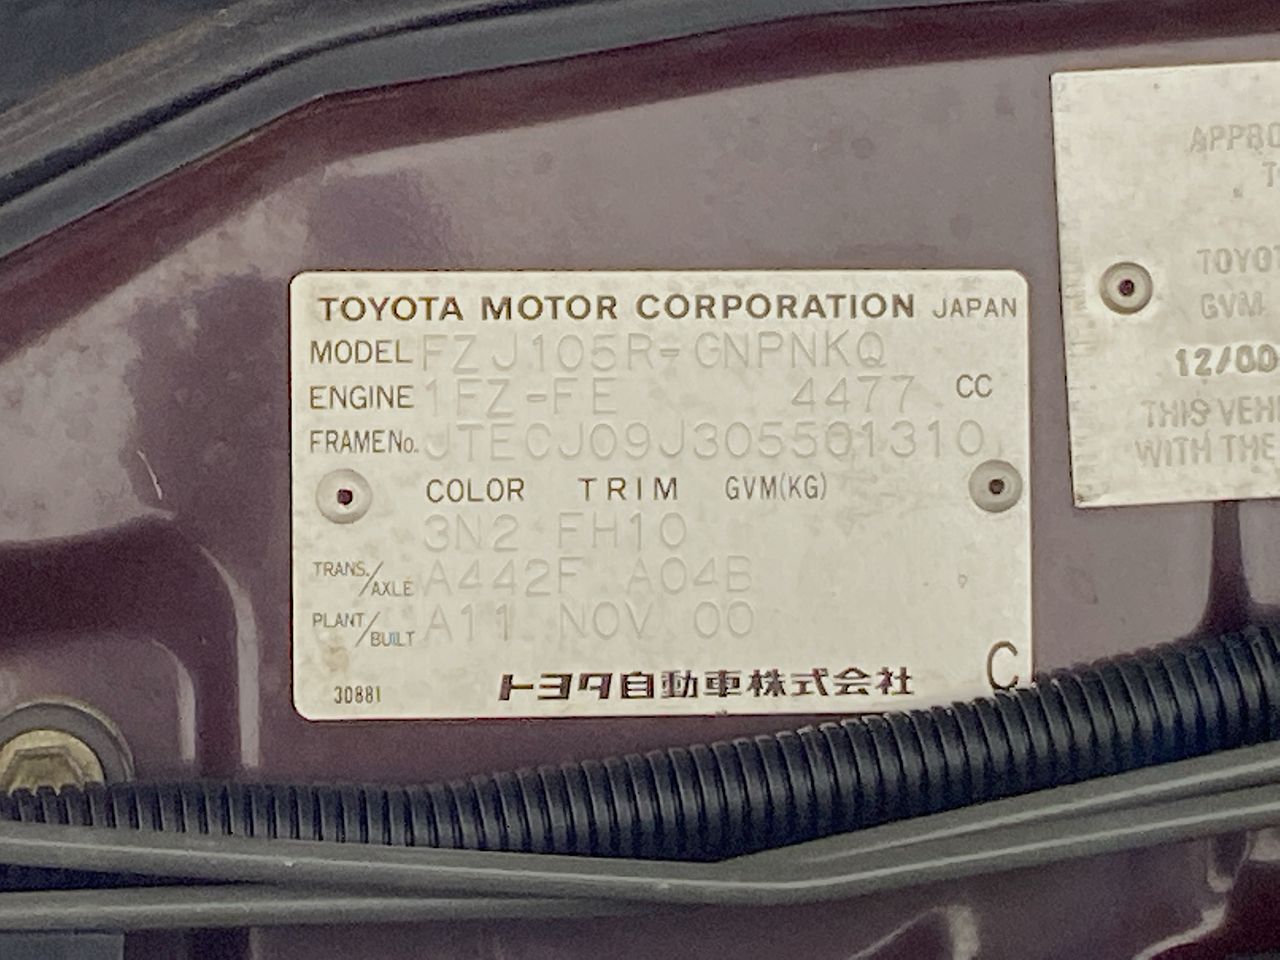 TOYOTA MOTOR CORPORATION JAPAN
MODEL FZJ105R-GNPNKQ
ENGINE 1FZ-FE 4477 CC
FRAME No. JTECJ09J305501310
COLOR TRIM GVM(KG)
3N2 FH10
TRANS./AXLE A442F A04B
PLANT/BUILT A11 NOV 00
30881 トヨタ自動車株式会社 C
APPRO
TOYOT
GVM
12/00
THIS VEHI
WITH THE